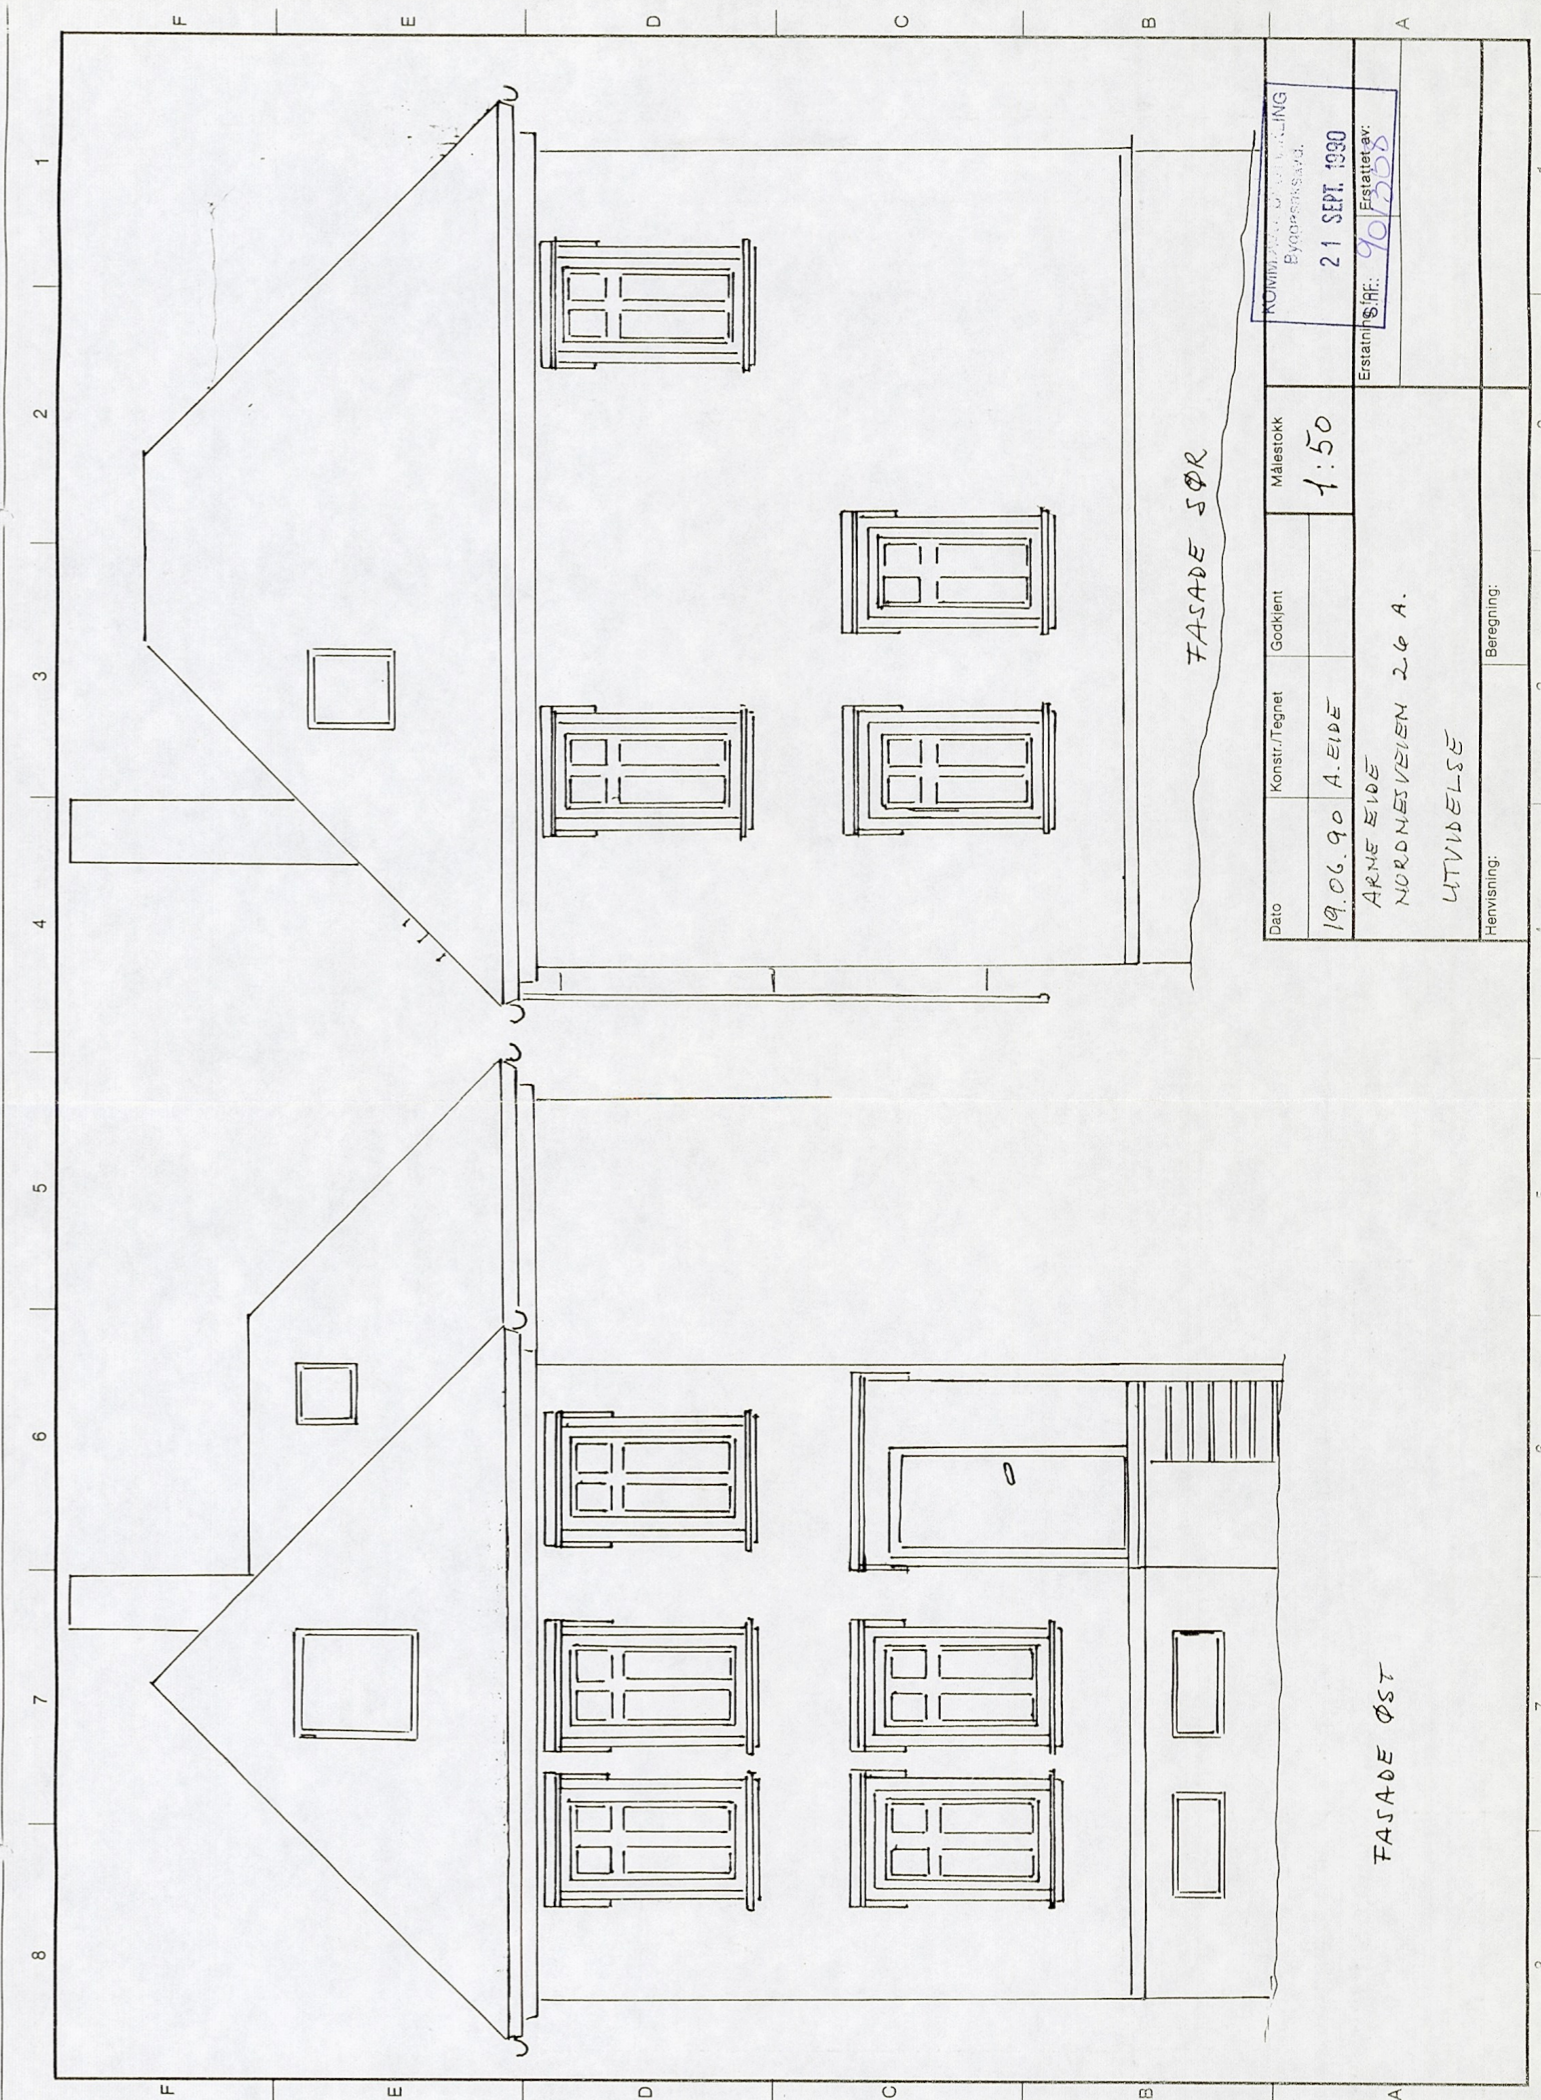 8 7 6 5 4 3 2 1
F
E
D
C
B
A
FASADE ØST
FASADE SØR
Dato
Konstr./Tegnet
Godkjent
Målestokk
19.06.90
A. EIDE
1:50
ARNE EIDE
NORDNESVEIEN 26 A.
UTVIDELSE
Henvisning:
Beregning:
Erstatning for:
Erstattet av:
Byggesaksavd.
21 SEPT. 1990
S.nr.: 901308
F
E
D
C
B
A